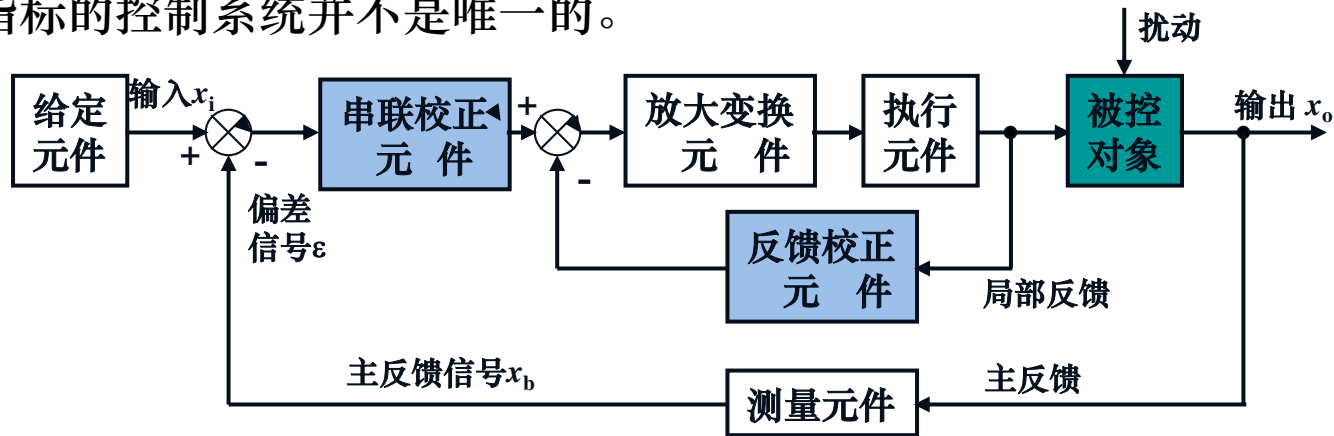 指标的控制系统并不是唯一的。
扰动
给定
元件
输入xi
+
-
串联校正
元 件
+
-
放大变换
元 件
执行
元件
被控
对象
输出 xo
偏差
信号ε
反馈校正
元 件
局部反馈
主反馈信号xb
测量元件
主反馈